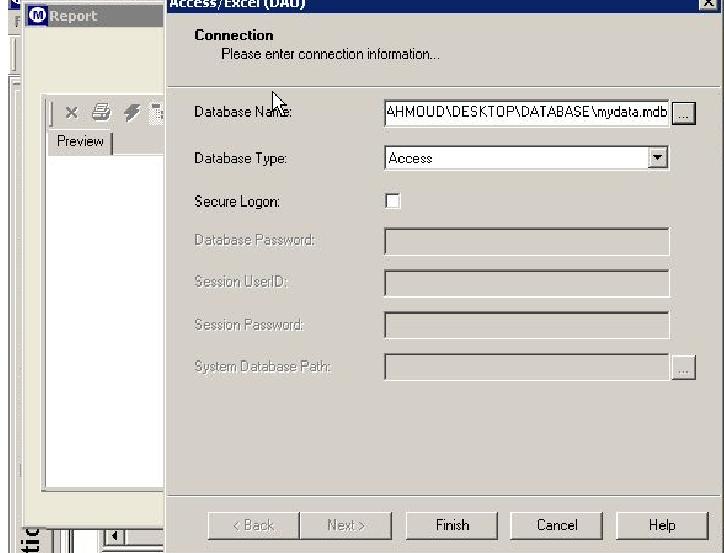 Access/Excel (DAO)
Report
Connection
Please enter connection information...
Preview
Database Name:
AHMOUD\DESKTOP\DATABASE\mydata.mdb
...
Database Type:
Access
Secure Logon:
Database Password:
Session UserID:
Session Password:
System Database Path:
...
< Back
Next >
Finish
Cancel
Help
tic